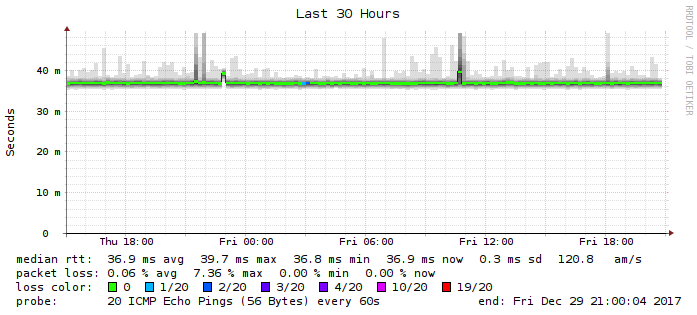 Last 30 Hours
RRDTOOL / TOBI OETIKER
Seconds
40 m
30 m
20 m
10 m
0
Thu 18:00 Fri 00:00 Fri 06:00 Fri 12:00 Fri 18:00
median rtt: 36.9 ms avg 39.7 ms max 36.8 ms min 36.9 ms now 0.3 ms sd 120.8 am/s
packet loss: 0.06 % avg 7.36 % max 0.00 % min 0.00 % now
loss color: 0 1/20 2/20 3/20 4/20 10/20 19/20
probe: 20 ICMP Echo Pings (56 Bytes) every 60s end: Fri Dec 29 21:00:04 2017